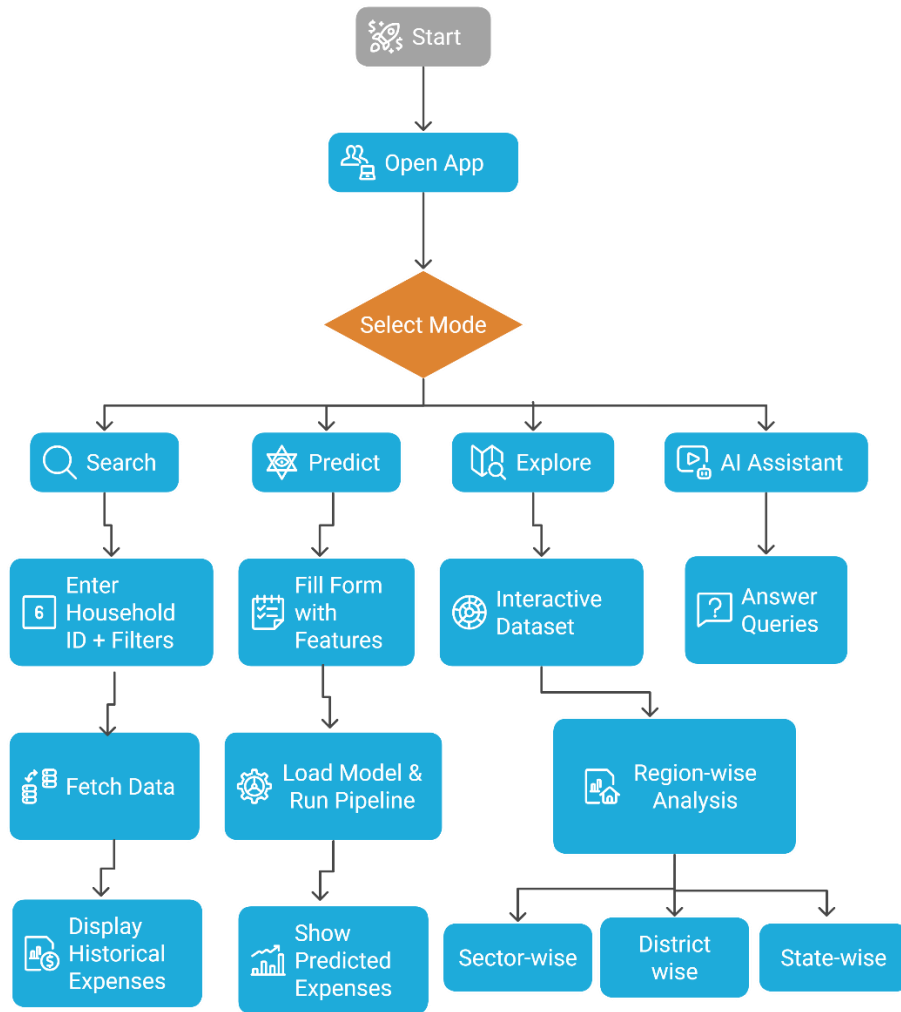 Start
Open App
Select Mode
Search
Predict
Explore
AI Assistant
6
Enter
Household
ID + Filters
Fill Form
with
Features
Interactive
Dataset
?
Answer
Queries
Fetch Data
Load Model &
Run Pipeline
Region-wise
Analysis
Display
Historical
Expenses
Show
Predicted
Expenses
Sector-wise
District
wise
State-wise